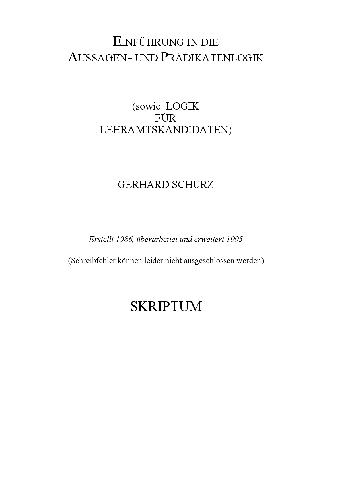 EINFÜHRUNG IN DIE
AUSSAGEN- UND PRÄDIKATENLOGIK
(sowie LOGIK
FÜR
LEHRAMTSKANDIDATEN)
GERHARD SCHURZ
Erstellt 1986, überarbeitet und erweitert 1995
(Schreibfehler können leider nicht ausgeschlossen werden)
SKRIPTUM